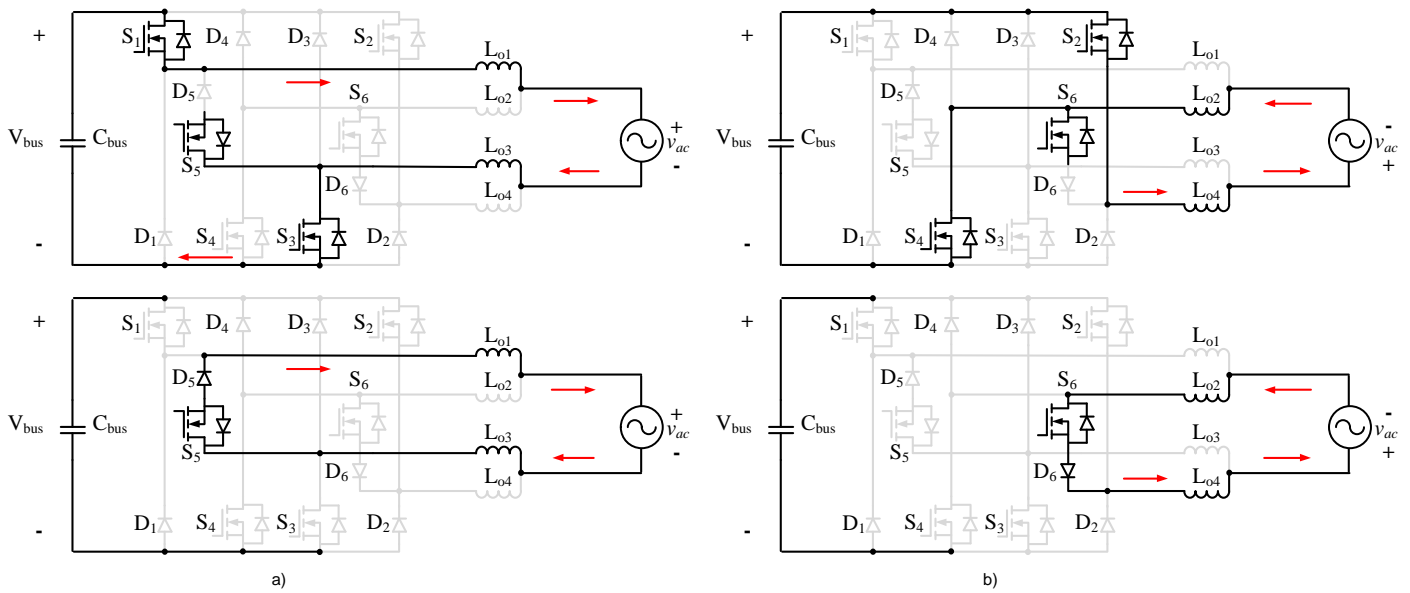 + S1 D4 D3 S2 Lo1
D5 S6 Lo2 +
Vbus Cbus vac
S5 Lo3 -
D6 Lo4
- D1 S4 S3 D2
+ S1 D4 D3 S2 Lo1
D5 S6 Lo2 -
Vbus Cbus vac
S5 Lo3 +
D6 Lo4
- D1 S4 S3 D2
+ S1 D4 D3 S2 Lo1
D5 S6 Lo2 +
Vbus Cbus vac
S5 Lo3 -
D6 Lo4
- D1 S4 S3 D2
+ S1 D4 D3 S2 Lo1
D5 S6 Lo2 -
Vbus Cbus vac
S5 Lo3 +
D6 Lo4
- D1 S4 S3 D2
a) b)